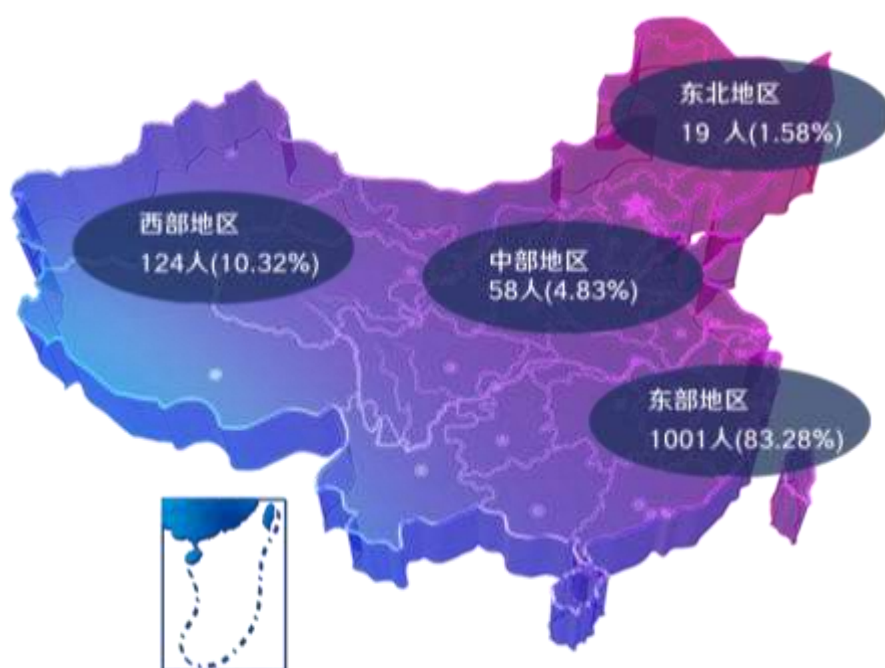 东北地区
19 人(1.58%)
西部地区
124人(10.32%)
中部地区
58人(4.83%)
东部地区
1001人(83.28%)